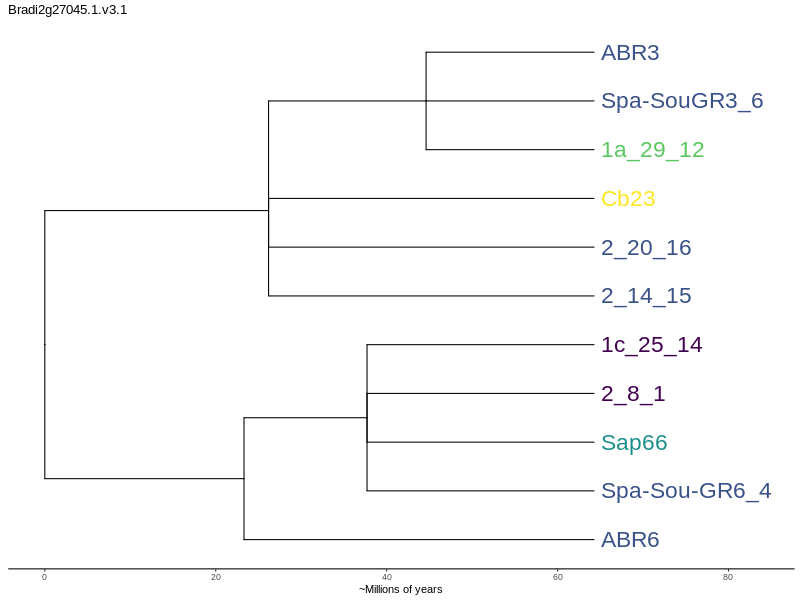 Bradi2g27045.1.v3.1
ABR3
Spa-SouGR3_6
1a_29_12
Cb23
2_20_16
2_14_15
1c_25_14
2_8_1
Sap66
Spa-Sou-GR6_4
ABR6
0 20 40 60 80
~Millions of years